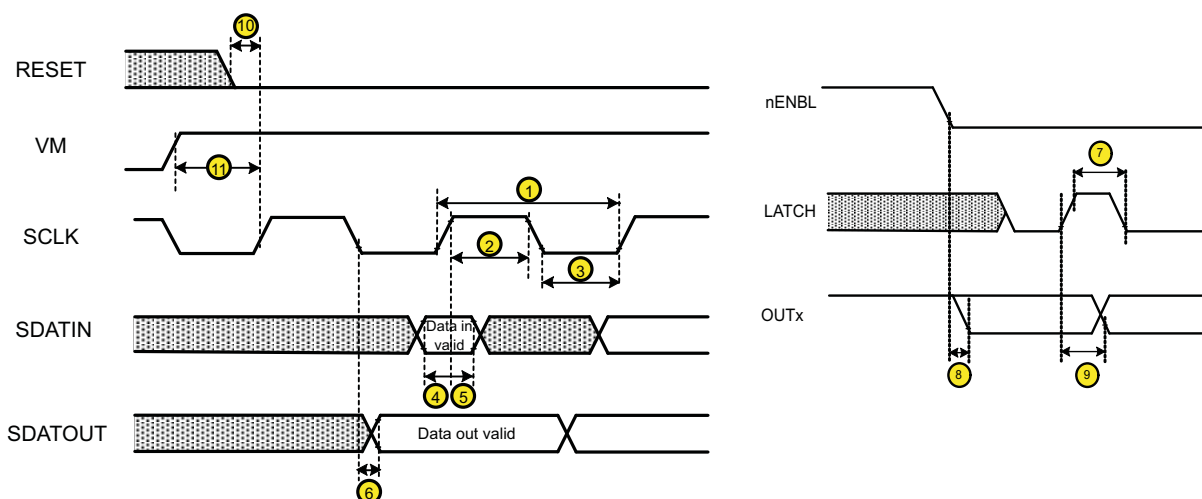 10
RESET
nENBL
VM
11
7
1
LATCH
SCLK
2
3
SDATIN
Data in
valid
OUTx
4
5
8
9
SDATOUT
Data out valid
6